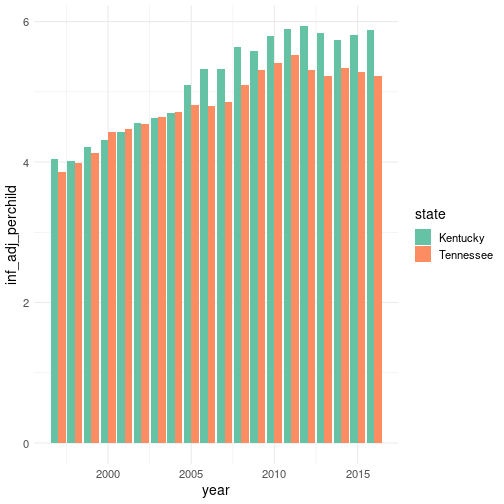 inf_adj_perchild
6
4
2
0
2000 2005 2010 2015
year
state
Kentucky
Tennessee